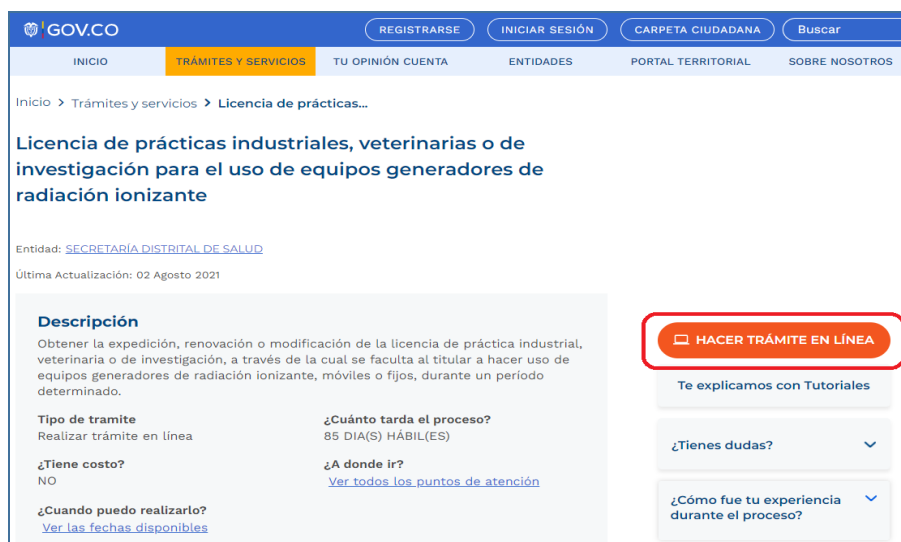 GOV.CO
REGISTRARSE
INICIAR SESIÓN
CARPETA CIUDADANA
Buscar
INICIO
TRÁMITES Y SERVICIOS
TU OPINIÓN CUENTA
ENTIDADES
PORTAL TERRITORIAL
SOBRE NOSOTROS
Inicio > Trámites y servicios > Licencia de prácticas...
Licencia de prácticas industriales, veterinarias o de
investigación para el uso de equipos generadores de
radiación ionizante
Entidad: SECRETARÍA DISTRITAL DE SALUD
Última Actualización: 02 Agosto 2021
Descripción
Obtener la expedición, renovación o modificación de la licencia de práctica industrial,
veterinaria o de investigación, a través de la cual se faculta al titular a hacer uso de
equipos generadores de radiación ionizante, móviles o fijos, durante un período
determinado.
Tipo de tramite
Realizar trámite en línea
¿Cuánto tarda el proceso?
85 DIA(S) HÁBIL(ES)
¿Tiene costo?
NO
¿A donde ir?
Ver todos los puntos de atención
¿Cuando puedo realizarlo?
Ver las fechas disponibles
HACER TRÁMITE EN LÍNEA
Te explicamos con Tutoriales
¿Tienes dudas?
¿Cómo fue tu experiencia
durante el proceso?